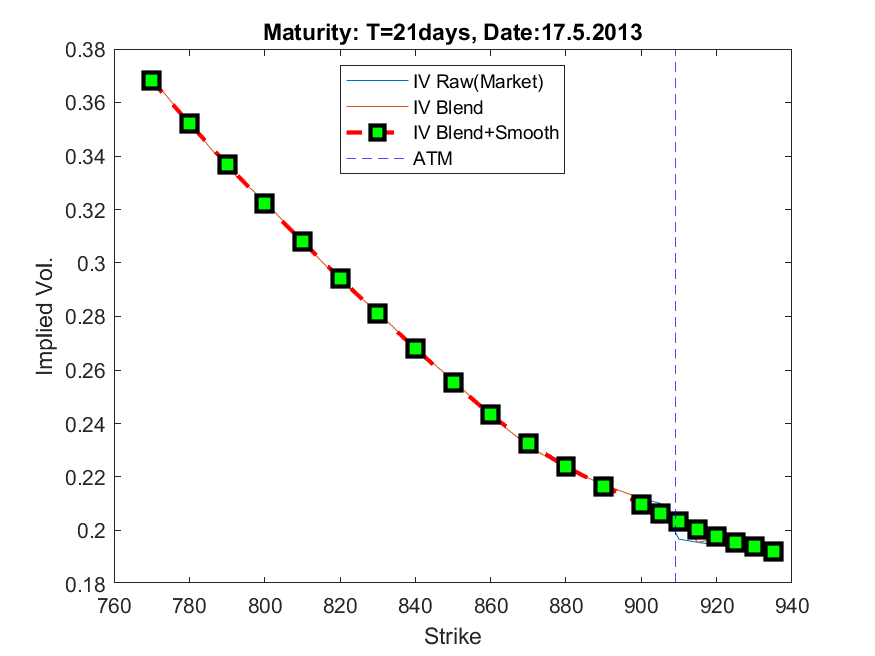 Maturity: T=21days, Date:17.5.2013
0.38
0.36
0.34
0.32
0.3
0.28
0.26
0.24
0.22
0.2
0.18
Implied Vol.
IV Raw(Market)
IV Blend
IV Blend+Smooth
ATM
760 780 800 820 840 860 880 900 920 940
Strike